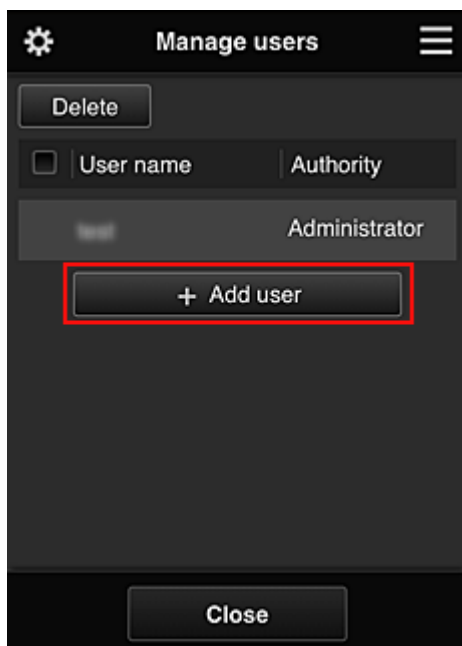 Manage users
Delete
User name Authority
Administrator
+ Add user
Close